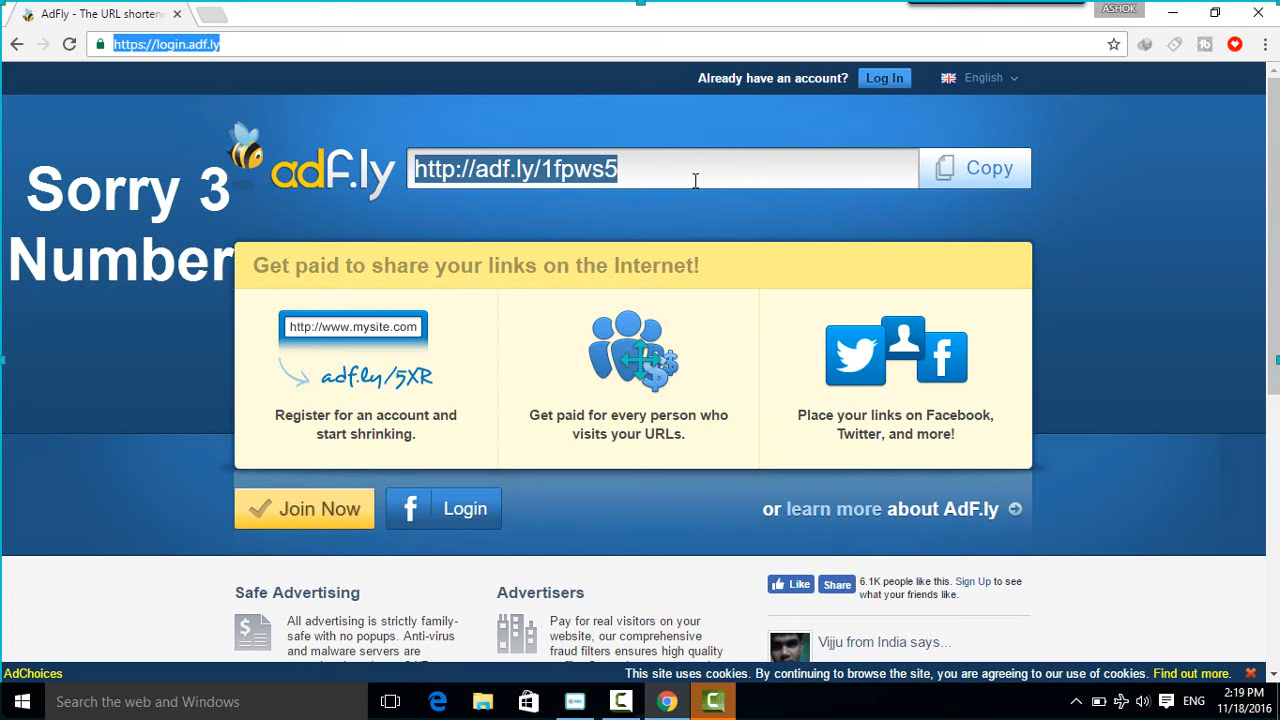 AdFly - The URL shortene
ASHOK
https://login.adf.ly
Already have an account?
Log In
English
Sorry 3
Number
adf.ly
http://adf.ly/1fpws5
Copy
Get paid to share your links on the Internet!
http://www.mysite.com
adf.ly/5XR
Register for an account and
start shrinking.
Get paid for every person who
visits your URLs.
Place your links on Facebook,
Twitter, and more!
Join Now
f
Login
or learn more about AdF.ly
Safe Advertising
All advertising is strictly family-
safe with no popups. Anti-virus
and malware servers are
Advertisers
Pay for real visitors on your
website, our comprehensive
fraud filters ensure high quality
Like
Share
6.1K people like this. Sign Up to see
what your friends like.
Vijju from India says...
AdChoices
This site uses cookies. By continuing to browse the site, you are agreeing to our use of cookies. Find out more.
Search the web and Windows
ENG
2:19 PM
11/18/2016